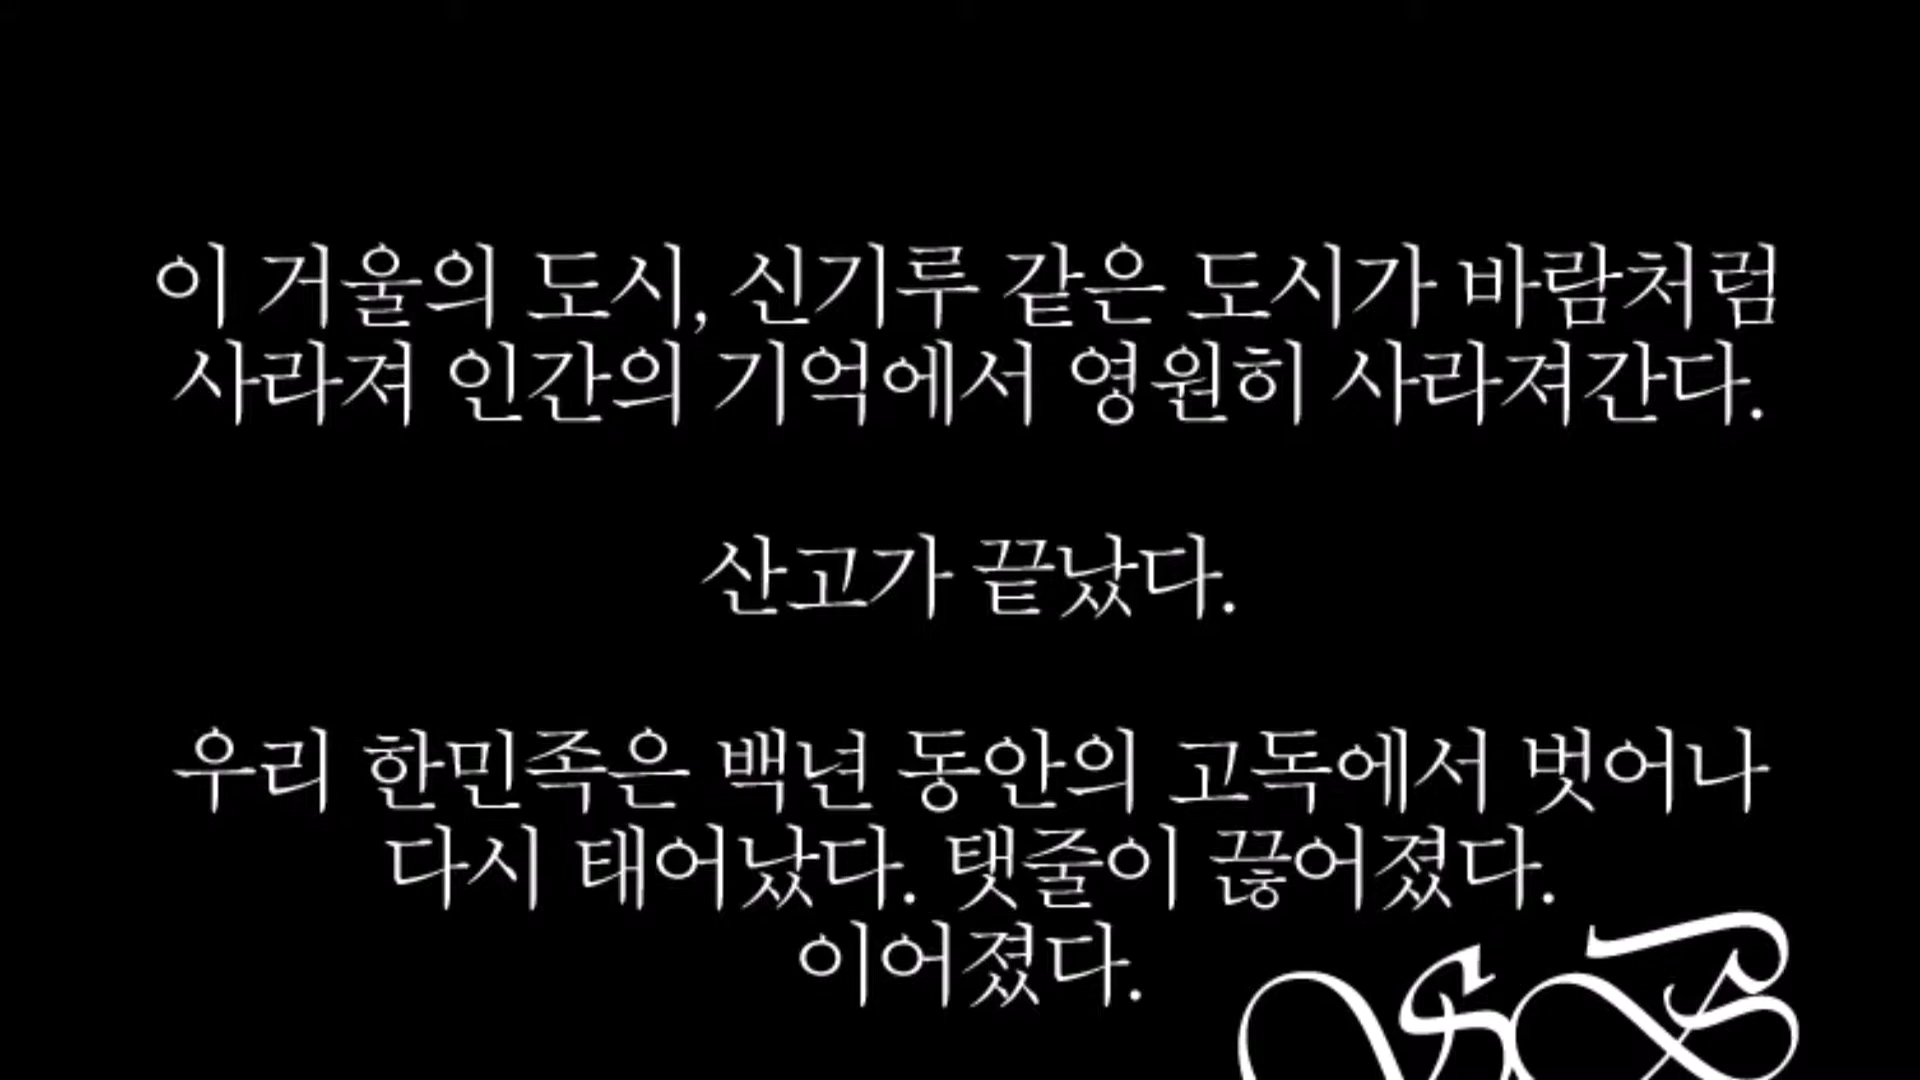 이 거울의 도시, 신기루 같은 도시가 바람처럼
사라져 인간의 기억에서 영원히 사라져간다.
산고가 끝났다.
우리 한민족은 백년 동안의 고독에서 벗어나
다시 태어났다. 탯줄이 끊어졌다.
이어졌다.